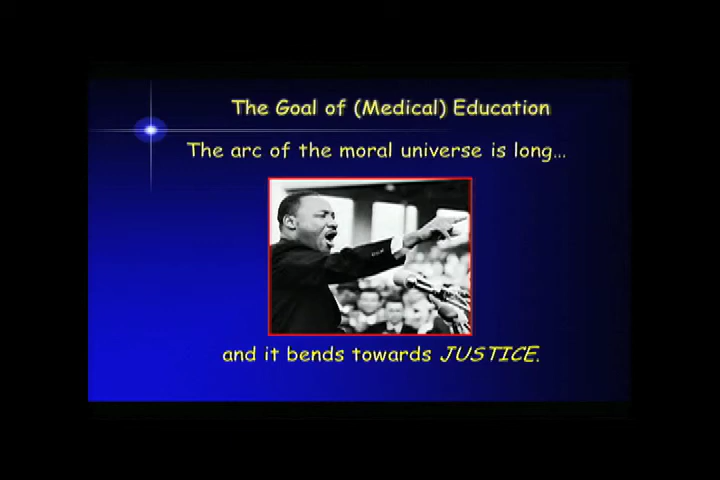 The Goal of (Medical) Education
The arc of the moral universe is long…
and it bends towards JUSTICE.